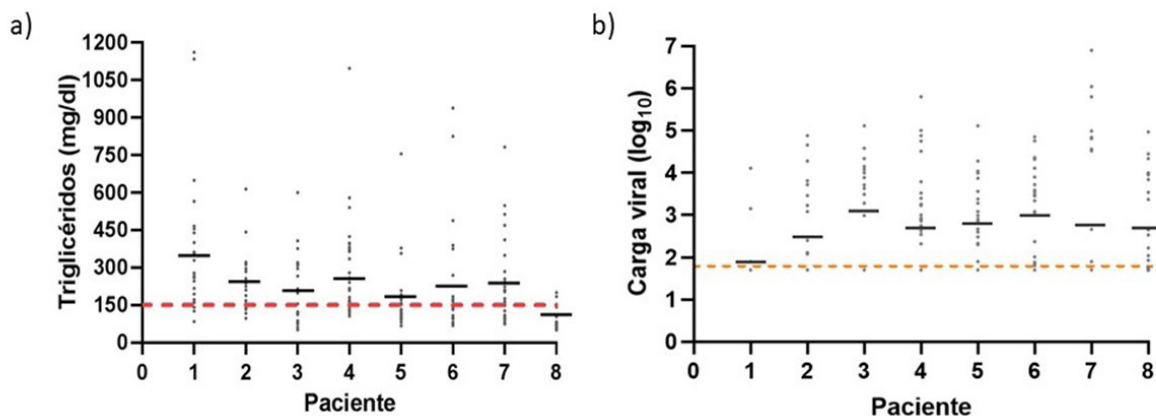 a)
Triglicéridos (mg/dl)
1200
1050
900
750
600
450
300
150
0
0 1 2 3 4 5 6 7 8
Paciente
b)
Carga viral (log10)
7
6
5
4
3
2
1
0
0 1 2 3 4 5 6 7 8
Paciente